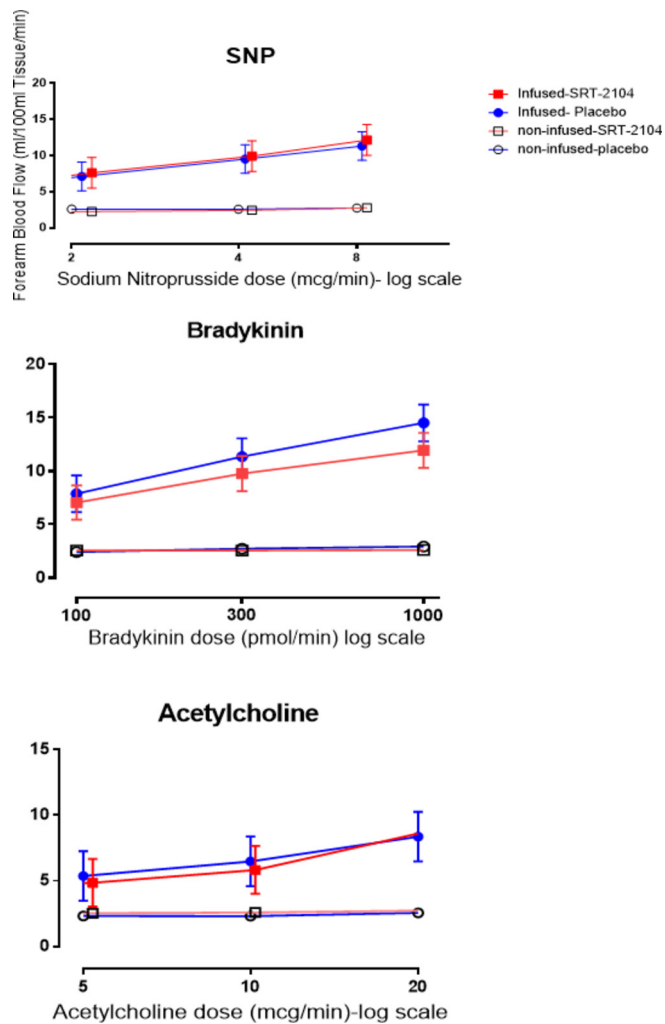 SNP
Forearm Blood Flow (ml/100ml Tissue/min)
20
15
10
5
0
2
4
8
Sodium Nitroprusside dose (mcg/min)- log scale
Infused-SRT-2104
Infused- Placebo
non-infused-SRT-2104
non-infused-placebo
Bradykinin
20
15
10
5
0
100
300
1000
Bradykinin dose (pmol/min) log scale
Acetylcholine
15
10
5
0
5
10
20
Acetylcholine dose (mcg/min)-log scale